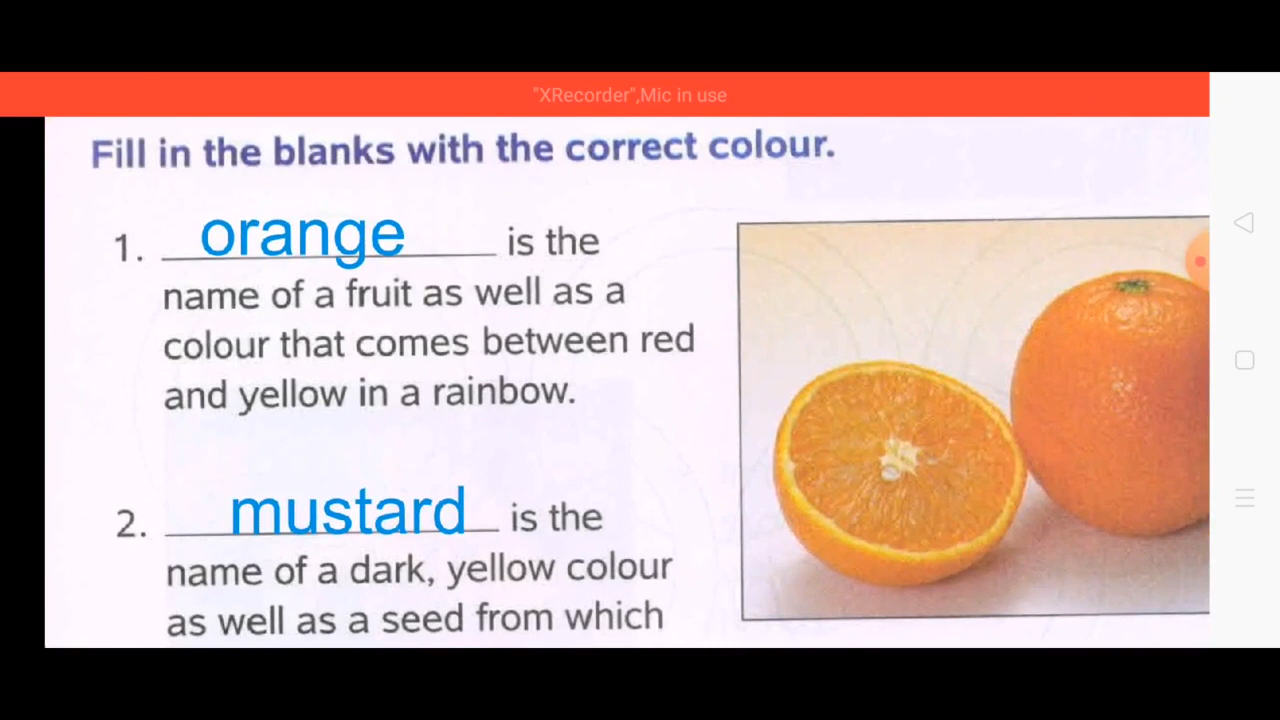 "XRecorder",Mic in use
Fill in the blanks with the correct colour.
1. orange is the
name of a fruit as well as a
colour that comes between red
and yellow in a rainbow.
2. mustard is the
name of a dark, yellow colour
as well as a seed from which